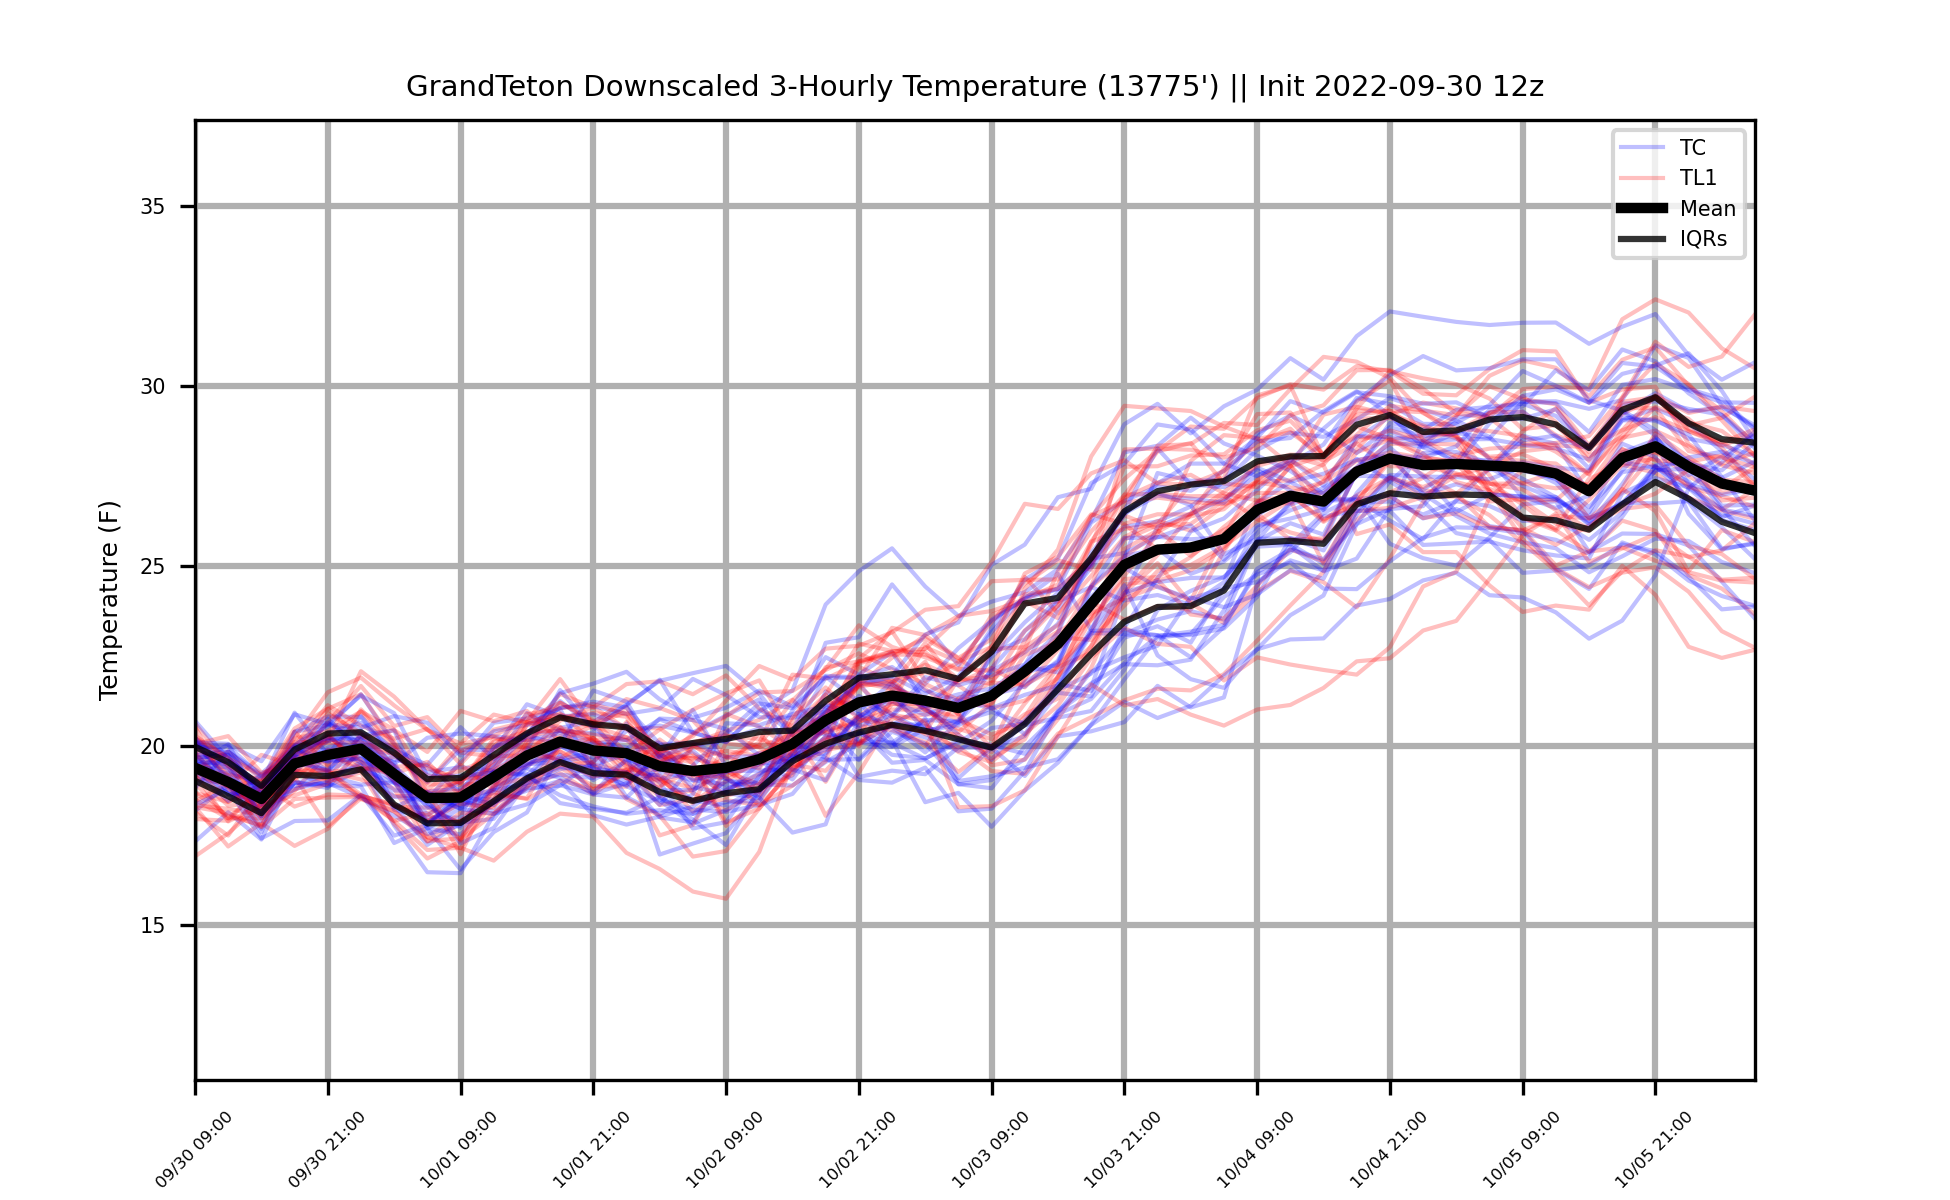 GrandTeton Downscaled 3-Hourly Temperature (13775') || Init 2022-09-30 12z
TC
TL1
Mean
IQRs
Temperature (F)
35
30
25
20
15
09/30 09:00
09/30 21:00
10/01 09:00
10/01 21:00
10/02 09:00
10/02 21:00
10/03 09:00
10/03 21:00
10/04 09:00
10/04 21:00
10/05 09:00
10/05 21:00